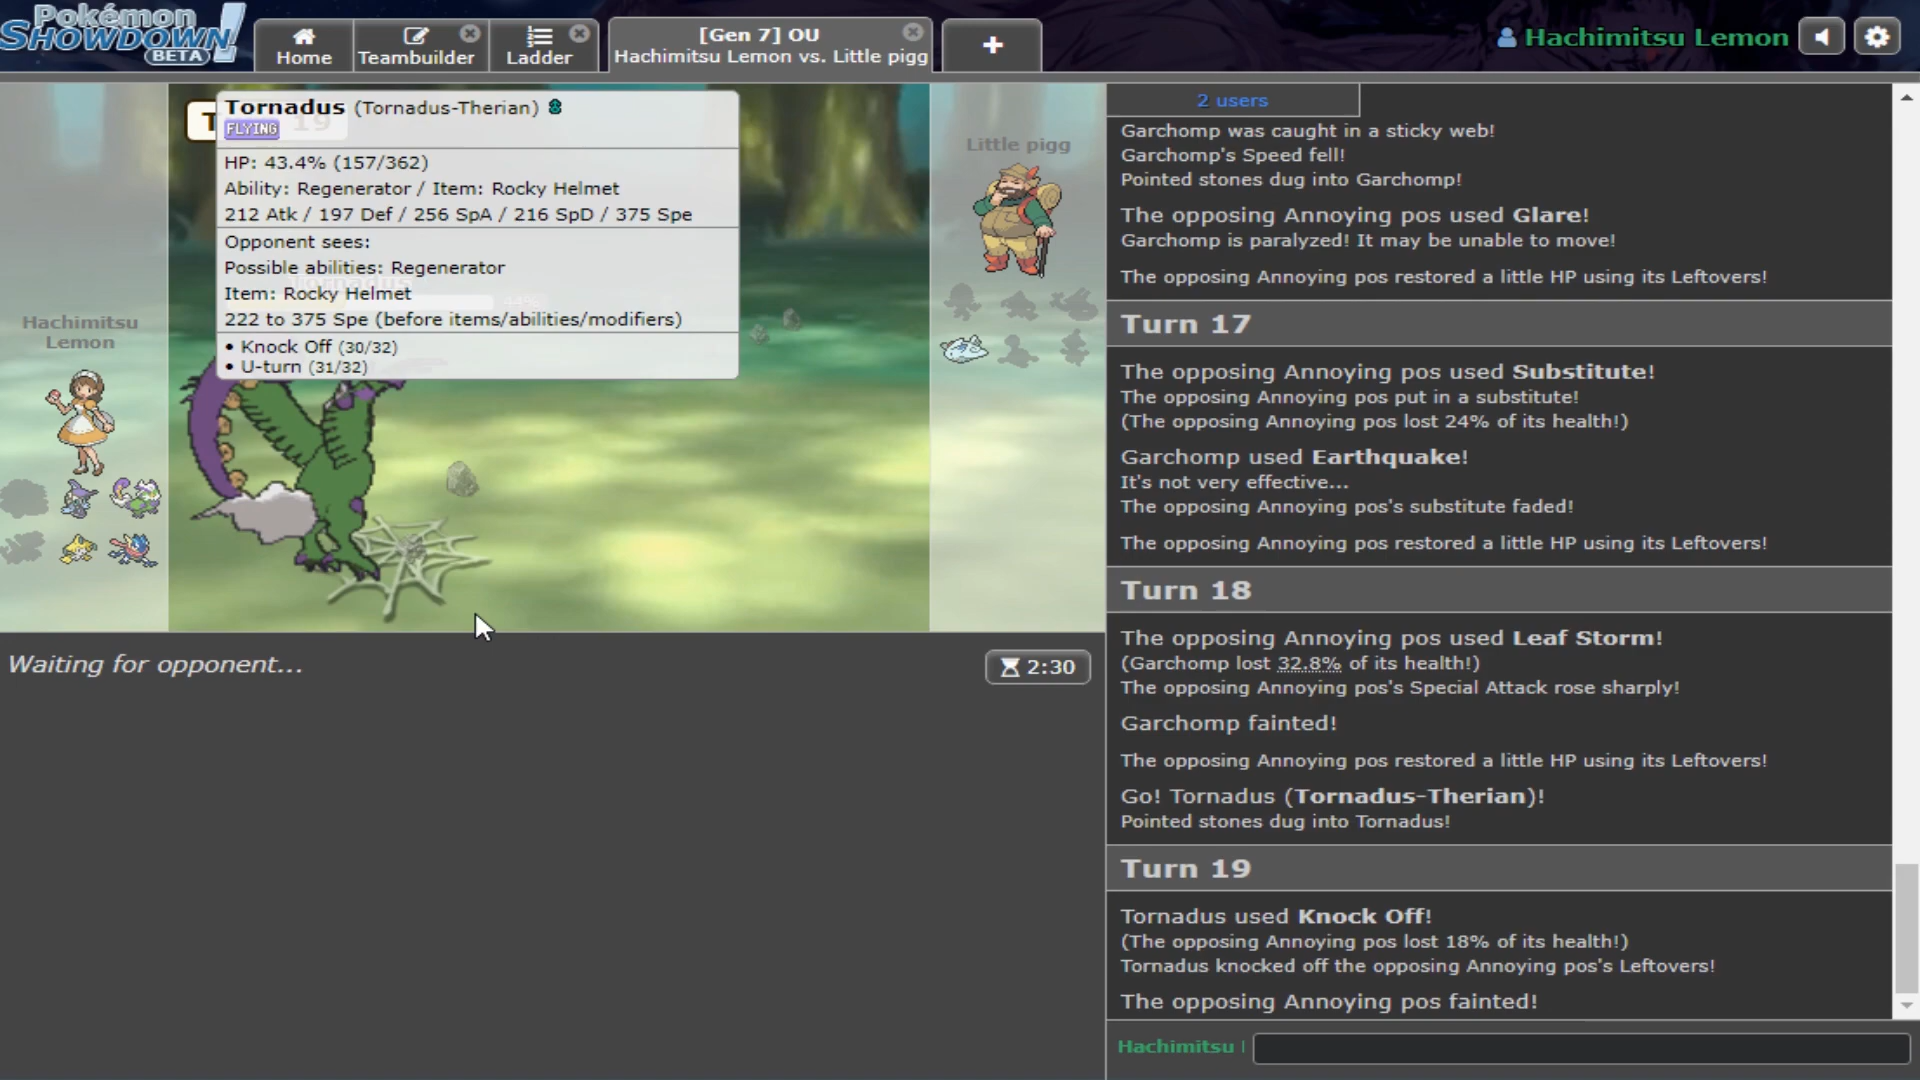 Pokémon
SHOWDOWN!
BETA
Home
Teambuilder
Ladder
[Gen 7] OU
Hachimitsu Lemon vs. Little pigg
+
Hachimitsu Lemon
Tornadus (Tornadus-Therian)
FLYING
HP: 43.4% (157/362)
Ability: Regenerator / Item: Rocky Helmet
212 Atk / 197 Def / 256 SpA / 216 SpD / 375 Spe
Opponent sees:
Possible abilities: Regenerator
Item: Rocky Helmet
222 to 375 Spe (before items/abilities/modifiers)
• Knock Off (30/32)
• U-turn (31/32)
Hachimitsu
Lemon
Little pigg
Waiting for opponent...
2:30
2 users
Garchomp was caught in a sticky web!
Garchomp's Speed fell!
Pointed stones dug into Garchomp!
The opposing Annoying pos used Glare!
Garchomp is paralyzed! It may be unable to move!
The opposing Annoying pos restored a little HP using its Leftovers!
Turn 17
The opposing Annoying pos used Substitute!
The opposing Annoying pos put in a substitute!
(The opposing Annoying pos lost 24% of its health!)
Garchomp used Earthquake!
It's not very effective...
The opposing Annoying pos's substitute faded!
The opposing Annoying pos restored a little HP using its Leftovers!
Turn 18
The opposing Annoying pos used Leaf Storm!
(Garchomp lost 32.8% of its health!)
The opposing Annoying pos's Special Attack rose sharply!
Garchomp fainted!
The opposing Annoying pos restored a little HP using its Leftovers!
Go! Tornadus (Tornadus-Therian)!
Pointed stones dug into Tornadus!
Turn 19
Tornadus used Knock Off!
(The opposing Annoying pos lost 18% of its health!)
Tornadus knocked off the opposing Annoying pos's Leftovers!
The opposing Annoying pos fainted!
Hachimitsu